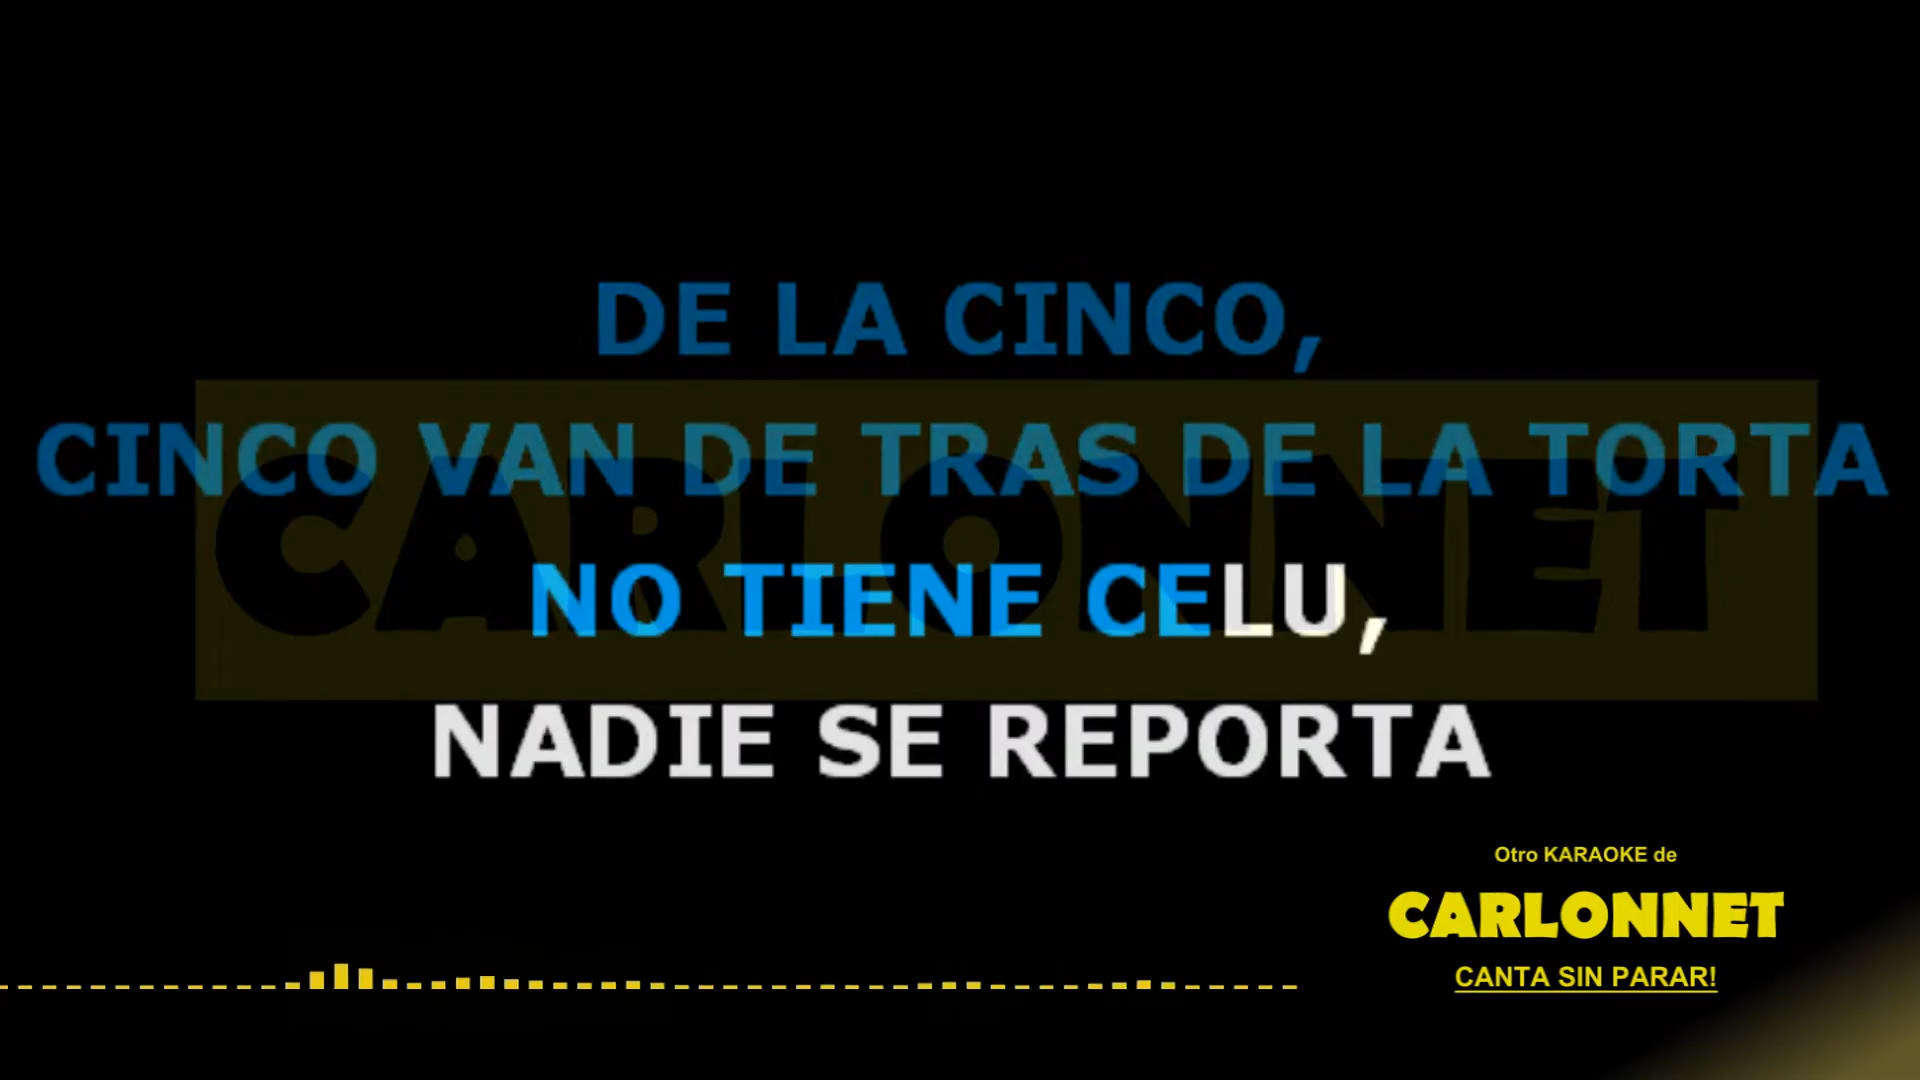 DE LA CINCO,
CINCO VAN DE TRAS DE LA TORTA
CARLONNET
NO TIENE CELU,
NADIE SE REPORTA
Otro KARAOKE de
CARLONNET
CANTA SIN PARAR!